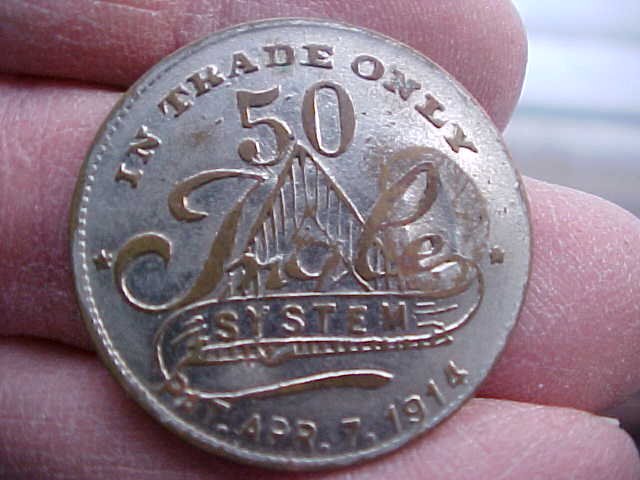 IN TRADE ONLY
50
Ingle
SYSTEM
PAT. APR. 7. 1914